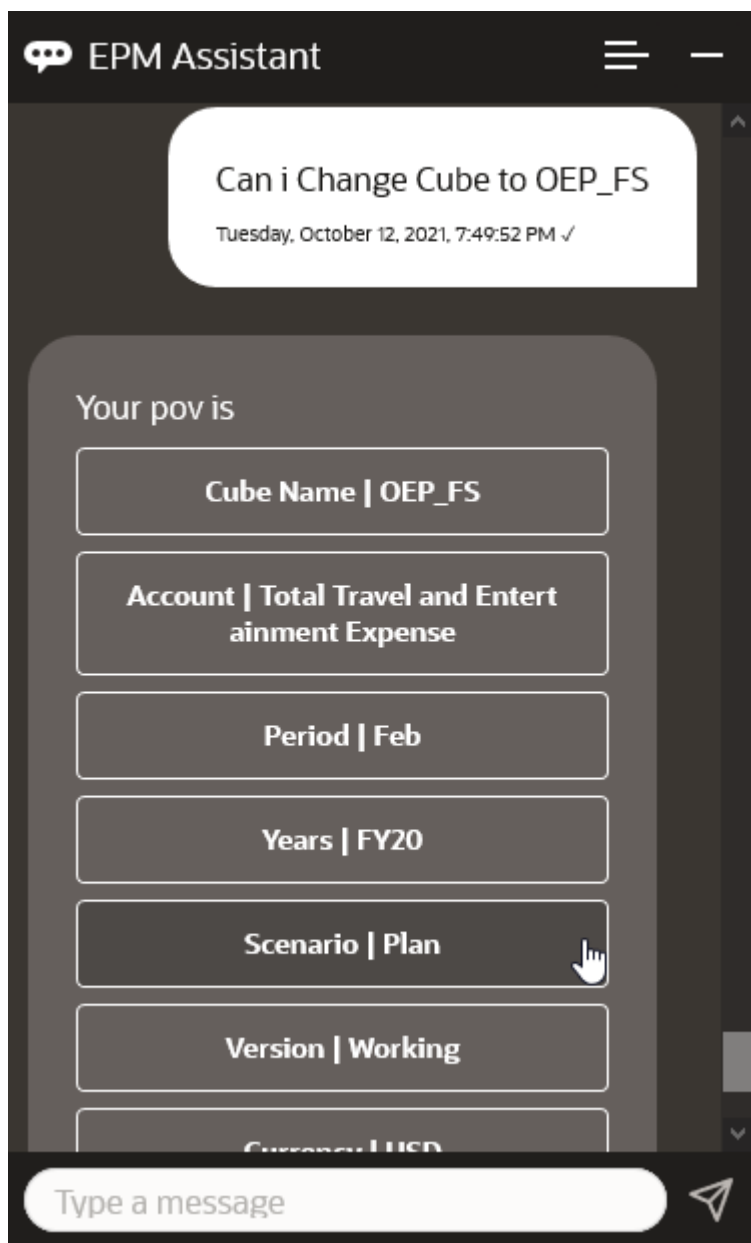 EPM Assistant
Can i Change Cube to OEP_FS
Tuesday, October 12, 2021, 7:49:52 PM ✓
Your pov is
Cube Name | OEP_FS
Account | Total Travel and Entert
ainment Expense
Period | Feb
Years | FY20
Scenario | Plan
Version | Working
Currency | USD
Type a message